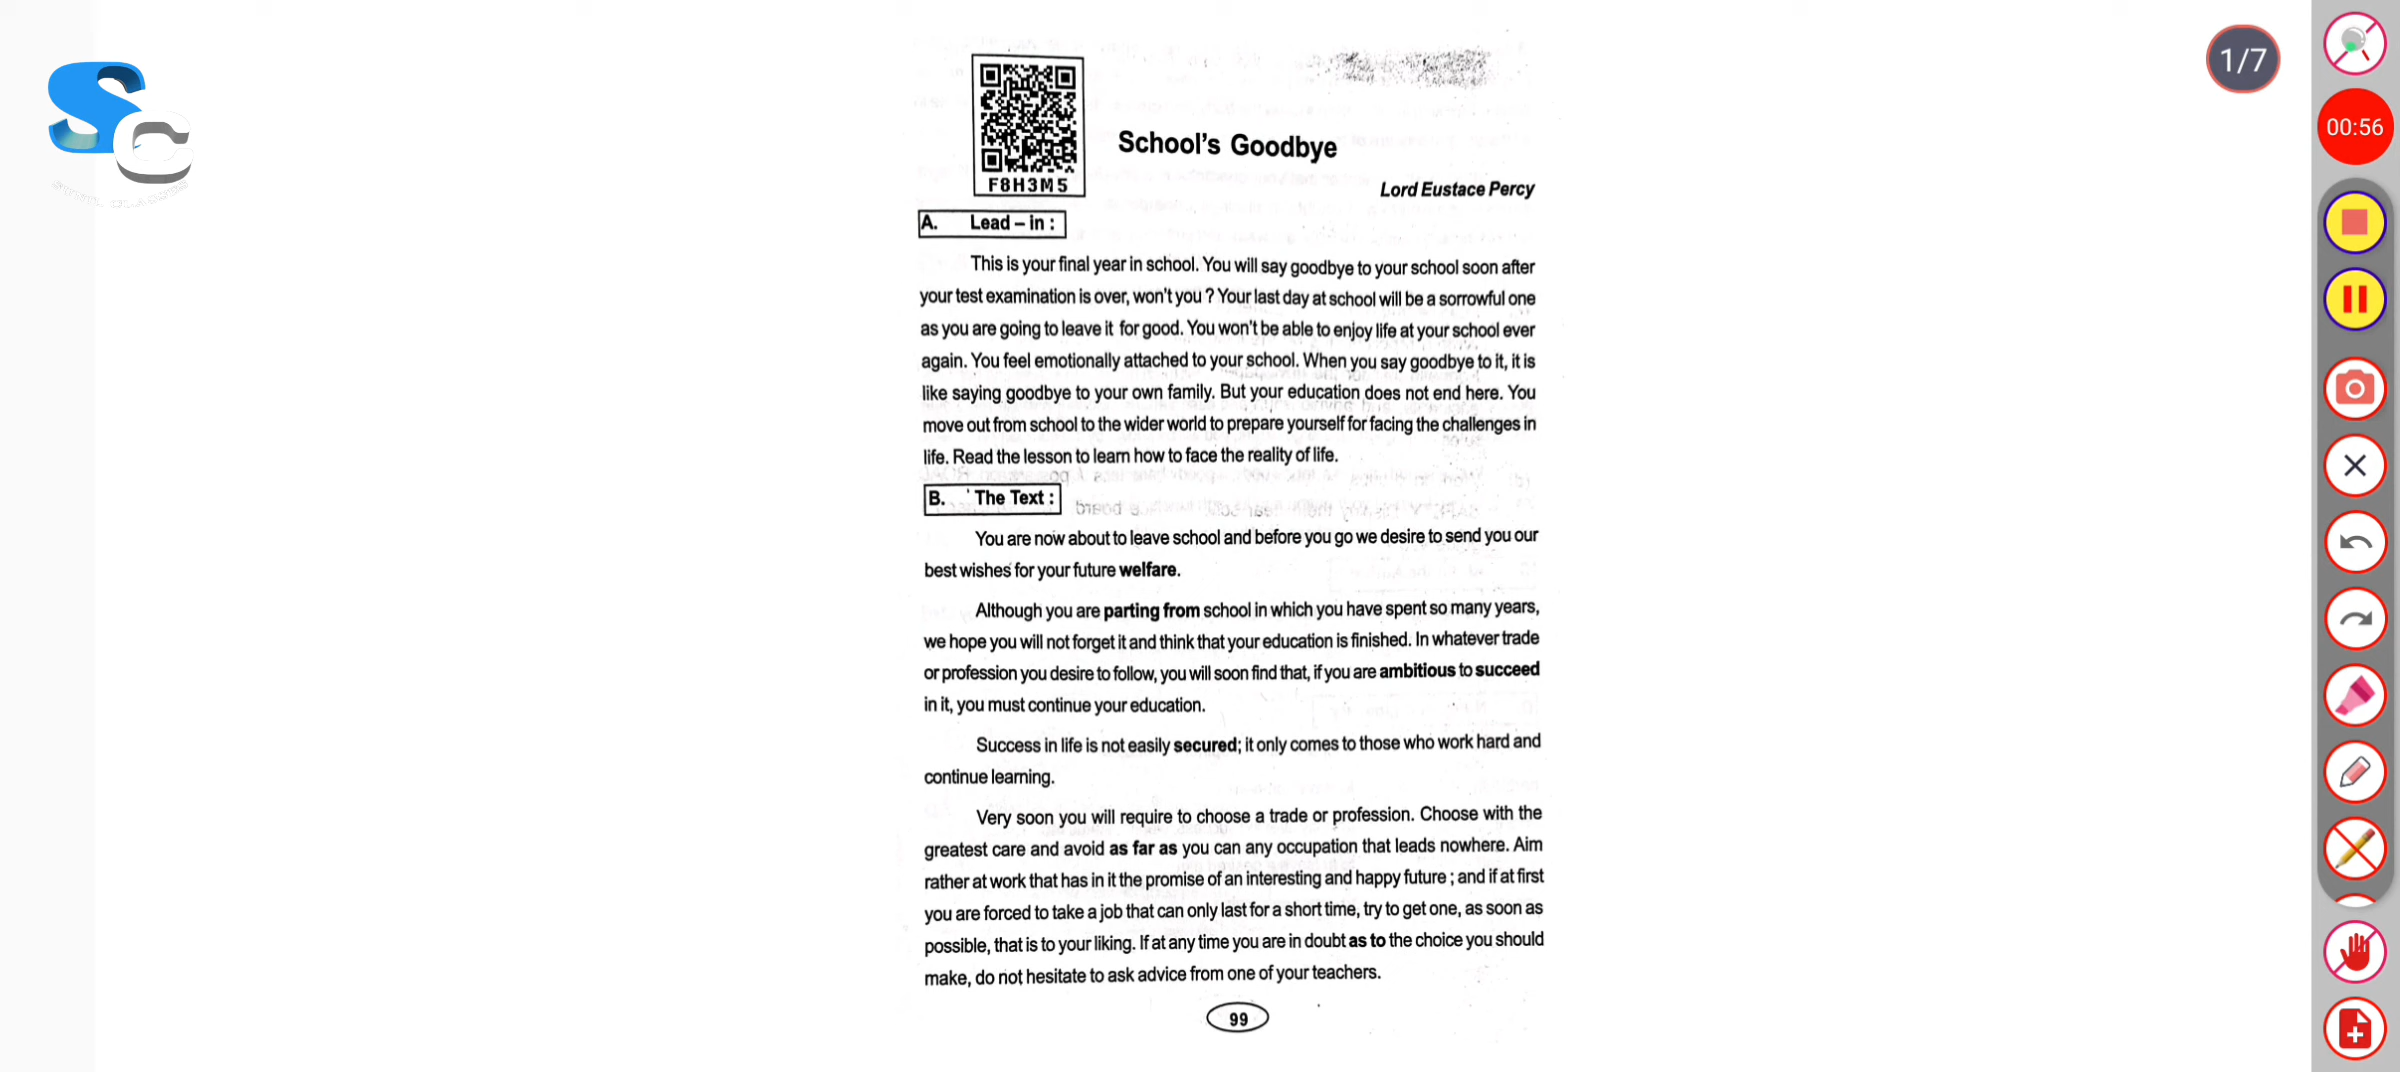 1/7
00:56
SC
F8H3M5
School's Goodbye
Lord Eustace Percy
A. Lead – in :
This is your final year in school. You will say goodbye to your school soon after
your test examination is over, won't you ? Your last day at school will be a sorrowful one
as you are going to leave it for good. You won't be able to enjoy life at your school ever
again. You feel emotionally attached to your school. When you say goodbye to it, it is
like saying goodbye to your own family. But your education does not end here. You
move out from school to the wider world to prepare yourself for facing the challenges in
life. Read the lesson to learn how to face the reality of life.
B. The Text :
You are now about to leave school and before you go we desire to send you our
best wishes for your future welfare.
Although you are parting from school in which you have spent so many years,
we hope you will not forget it and think that your education is finished. In whatever trade
or profession you desire to follow, you will soon find that, if you are ambitious to succeed
in it, you must continue your education.
Success in life is not easily secured; it only comes to those who work hard and
continue learning.
Very soon you will require to choose a trade or profession. Choose with the
greatest care and avoid as far as you can any occupation that leads nowhere. Aim
rather at work that has in it the promise of an interesting and happy future ; and if at first
you are forced to take a job that can only last for a short time, try to get one, as soon as
possible, that is to your liking. If at any time you are in doubt as to the choice you should
make, do not hesitate to ask advice from one of your teachers.
99